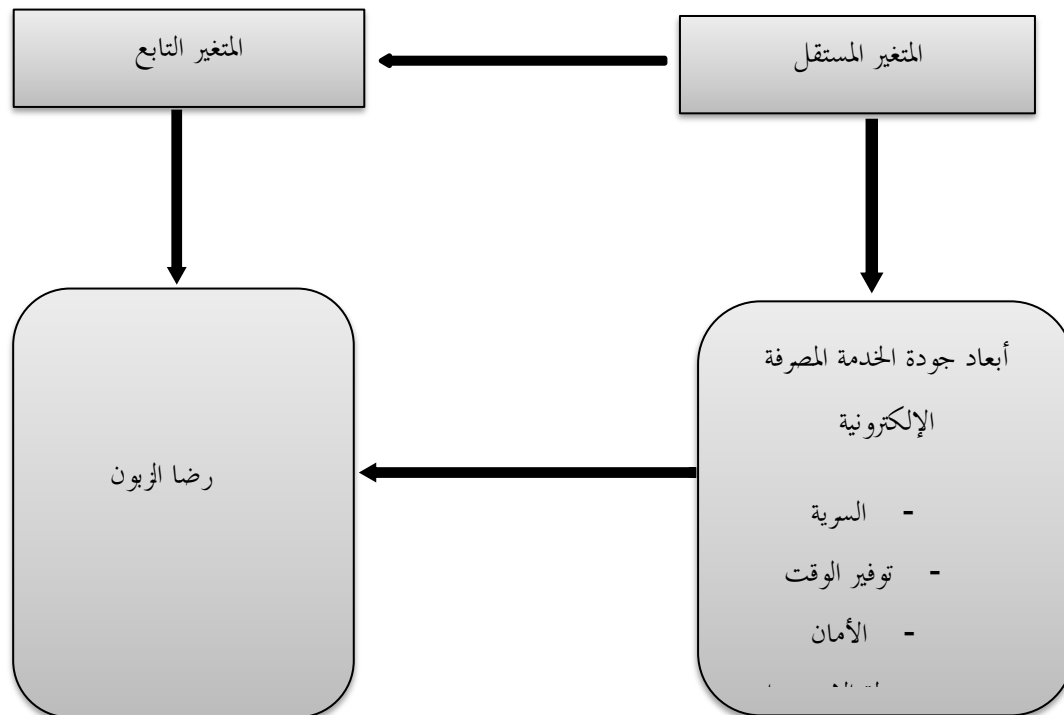 المتغير المستقل
المتغير التابع
أبعاد جودة الخدمة المصرفة
الإلكترونية
- السرية
- توفير الوقت
- الأمان
رضا الزبون